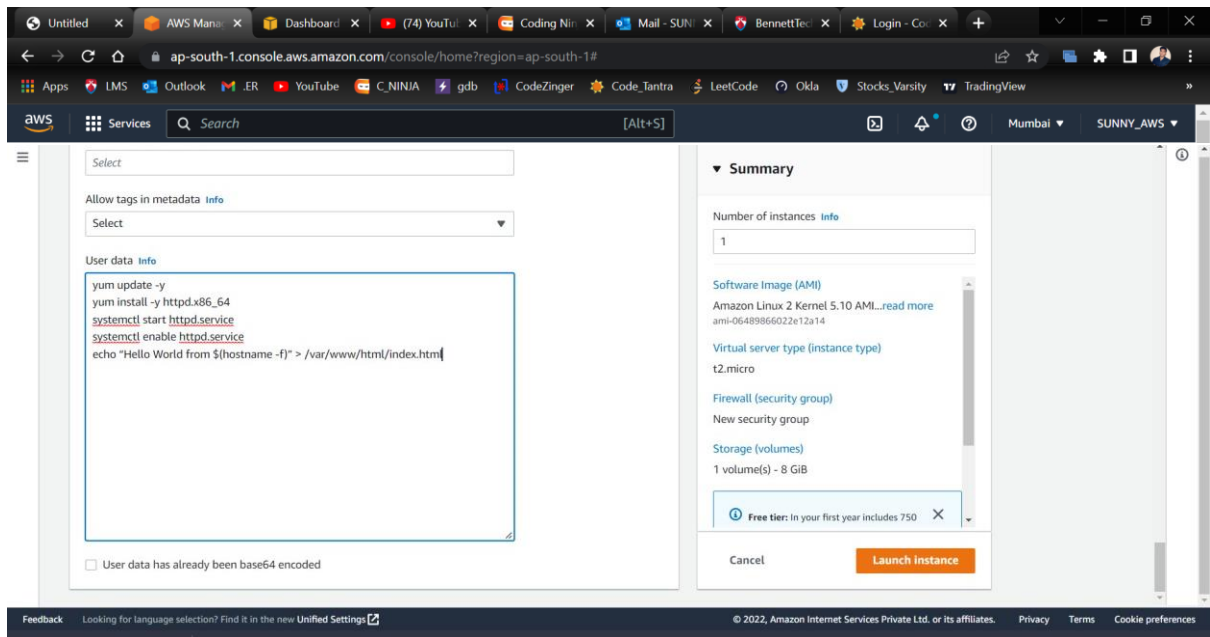 Untitled
AWS Manag
Dashboard
(74) YouTu
Coding Nin
Mail - SUN
BennettTec
Login - Co
ap-south-1.console.aws.amazon.com/console/home?region=ap-south-1#
Apps LMS Outlook M .ER YouTube C_NINJA gdb CodeZinger Code_Tantra LeetCode Okla Stocks_Varsity TradingView »
aws Services Search [Alt+S] Mumbai ▼ SUNNY_AWS ▼
Select
Allow tags in metadata Info
Select
User data Info
yum update -y
yum install -y httpd.x86_64
systemctl start httpd.service
systemctl enable httpd.service
echo “Hello World from $(hostname -f)” > /var/www/html/index.html
User data has already been base64 encoded
▼ Summary
Number of instances Info
1
Software Image (AMI)
Amazon Linux 2 Kernel 5.10 AMI...read more
ami-06489866022e12a14
Virtual server type (instance type)
t2.micro
Firewall (security group)
New security group
Storage (volumes)
1 volume(s) - 8 GiB
Free tier: In your first year includes 750
Cancel Launch instance
Feedback Looking for language selection? Find it in the new Unified Settings © 2022, Amazon Internet Services Private Ltd. or its affiliates. Privacy Terms Cookie preferences